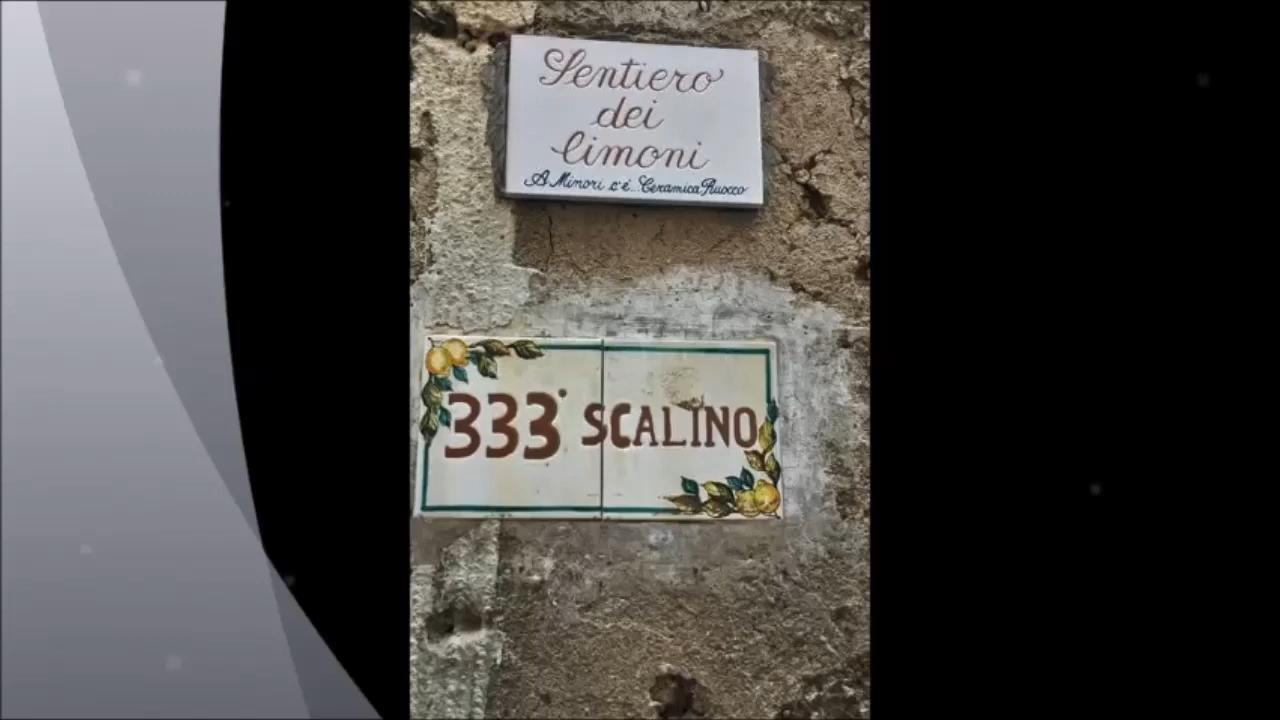 Sentiero
dei
limoni
A Minori c'é... Ceramica Ruocco
333° SCALINO